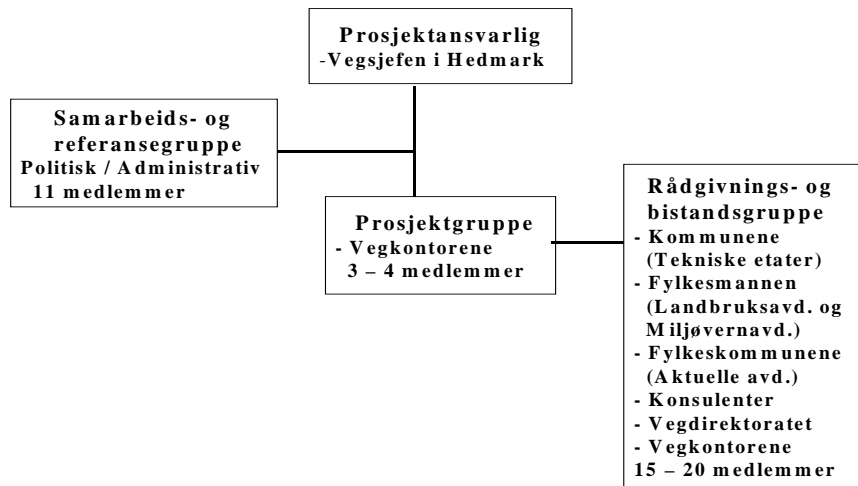 Prosjektansvarlig
-Vegsjefen i Hedmark
Samarbeids- og
referansegruppe
Politisk / Administrativ
11 medlemmer
Prosjektgruppe
- Vegkontorene
3 – 4 medlemmer
Rådgivnings- og
bistandsgruppe
- Kommunene
(Tekniske etater)
- Fylkesmannen
(Landbruksavd. og
Miljøvernavd.)
- Fylkeskommunene
(Aktuelle avd.)
- Konsulenter
- Vegdirektoratet
- Vegkontorene
15 – 20 medlemmer